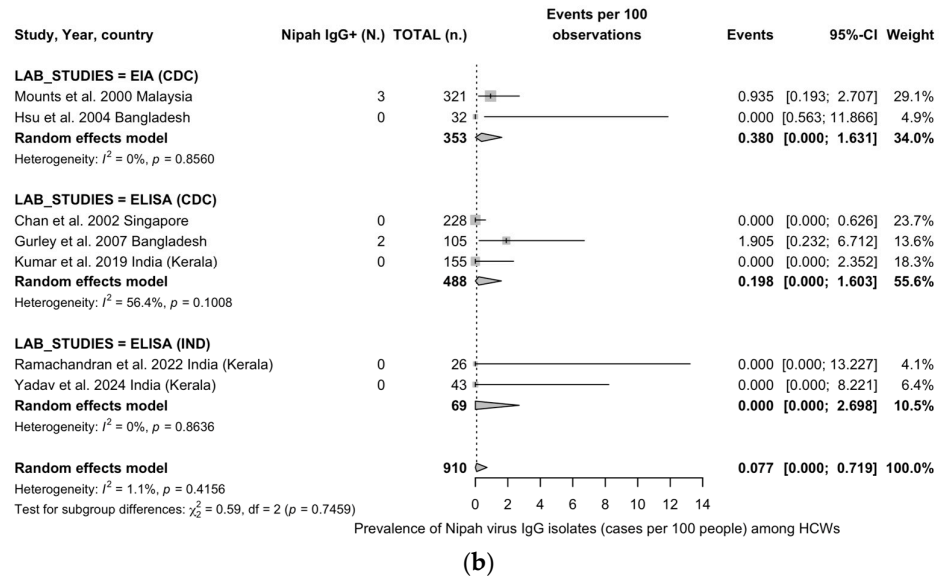 Events per 100
Study, Year, country Nipah IgG+ (N.) TOTAL (n.) observations Events 95%-CI Weight
LAB_STUDIES = EIA (CDC)
Mounts et al. 2000 Malaysia 3 321 0.935 [0.193; 2.707] 29.1%
Hsu et al. 2004 Bangladesh 0 32 0.000 [0.563; 11.866] 4.9%
Random effects model 353 0.380 [0.000; 1.631] 34.0%
Heterogeneity: I² = 0%, p = 0.8560
LAB_STUDIES = ELISA (CDC)
Chan et al. 2002 Singapore 0 228 0.000 [0.000; 0.626] 23.7%
Gurley et al. 2007 Bangladesh 2 105 1.905 [0.232; 6.712] 13.6%
Kumar et al. 2019 India (Kerala) 0 155 0.000 [0.000; 2.352] 18.3%
Random effects model 488 0.198 [0.000; 1.603] 55.6%
Heterogeneity: I² = 56.4%, p = 0.1008
LAB_STUDIES = ELISA (IND)
Ramachandran et al. 2022 India (Kerala) 0 26 0.000 [0.000; 13.227] 4.1%
Yadav et al. 2024 India (Kerala) 0 43 0.000 [0.000; 8.221] 6.4%
Random effects model 69 0.000 [0.000; 2.698] 10.5%
Heterogeneity: I² = 0%, p = 0.8636
Random effects model 910 0.077 [0.000; 0.719] 100.0%
Heterogeneity: I² = 1.1%, p = 0.4156
Test for subgroup differences: χ²₂ = 0.59, df = 2 (p = 0.7459)
0 2 4 6 8 10 12 14
Prevalence of Nipah virus IgG isolates (cases per 100 people) among HCWs
(b)